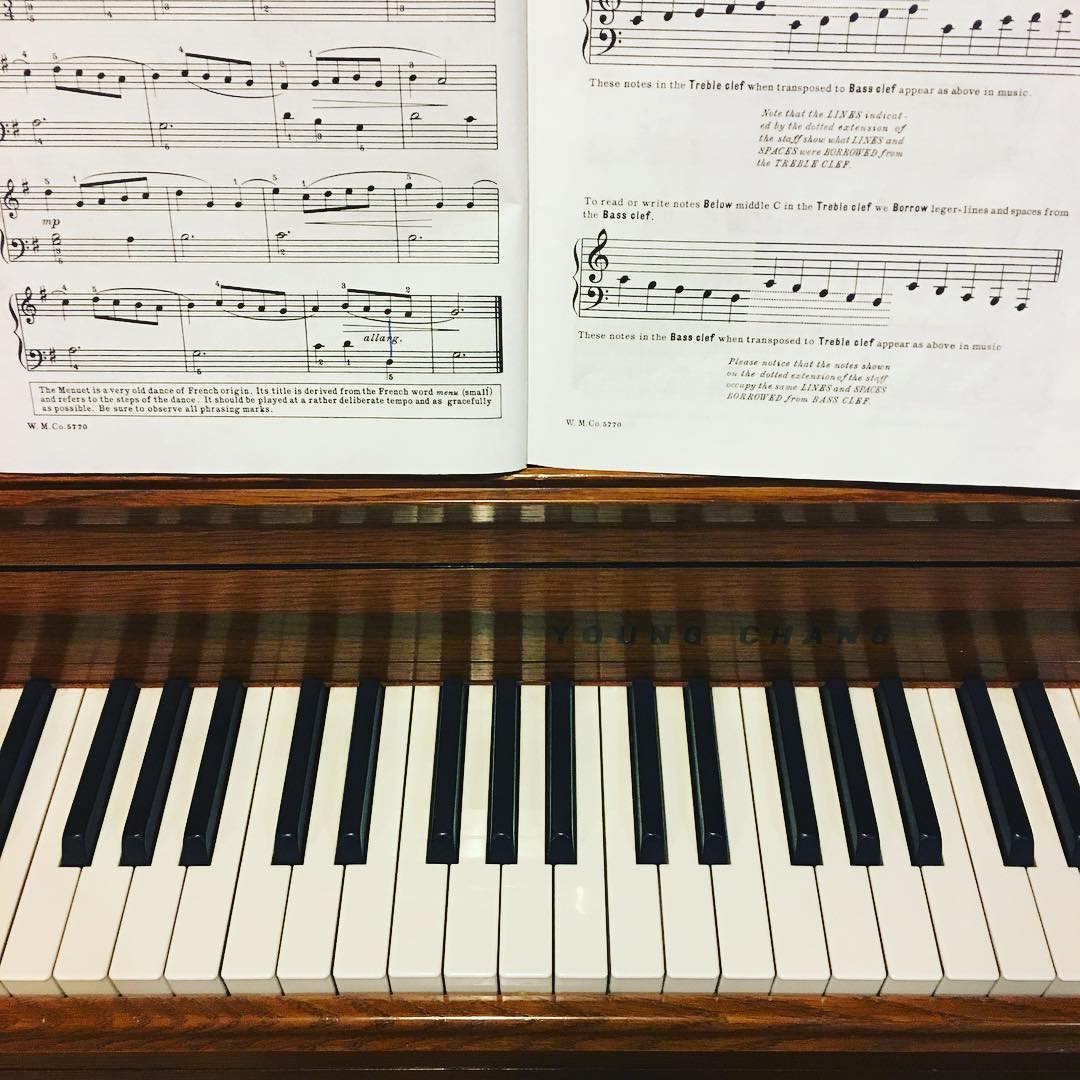 mp
allarg.
The Menuet is a very old dance of French origin. Its title is derived from the French word menu (small)
and refers to the steps of the dance. It should be played at a rather deliberate tempo and as gracefully
as possible. Be sure to observe all phrasing marks.
W. M. Co. 5770
These notes in the Treble clef when transposed to Bass clef appear as above in music.
Note that the LINES indicat-
ed by the dotted extension of
the staff show what LINES and
SPACES were BORROWED from
the TREBLE CLEF.
To read or write notes Below middle C in the Treble clef we Borrow leger-lines and spaces from
the Bass clef.
These notes in the Bass clef when transposed to Treble clef appear as above in music
Please notice that the notes shown
on the dotted extension of the staff
occupy the same LINES and SPACES
BORROWED from BASS CLEF.
W. M. Co. 5770
YOUNG CHANG